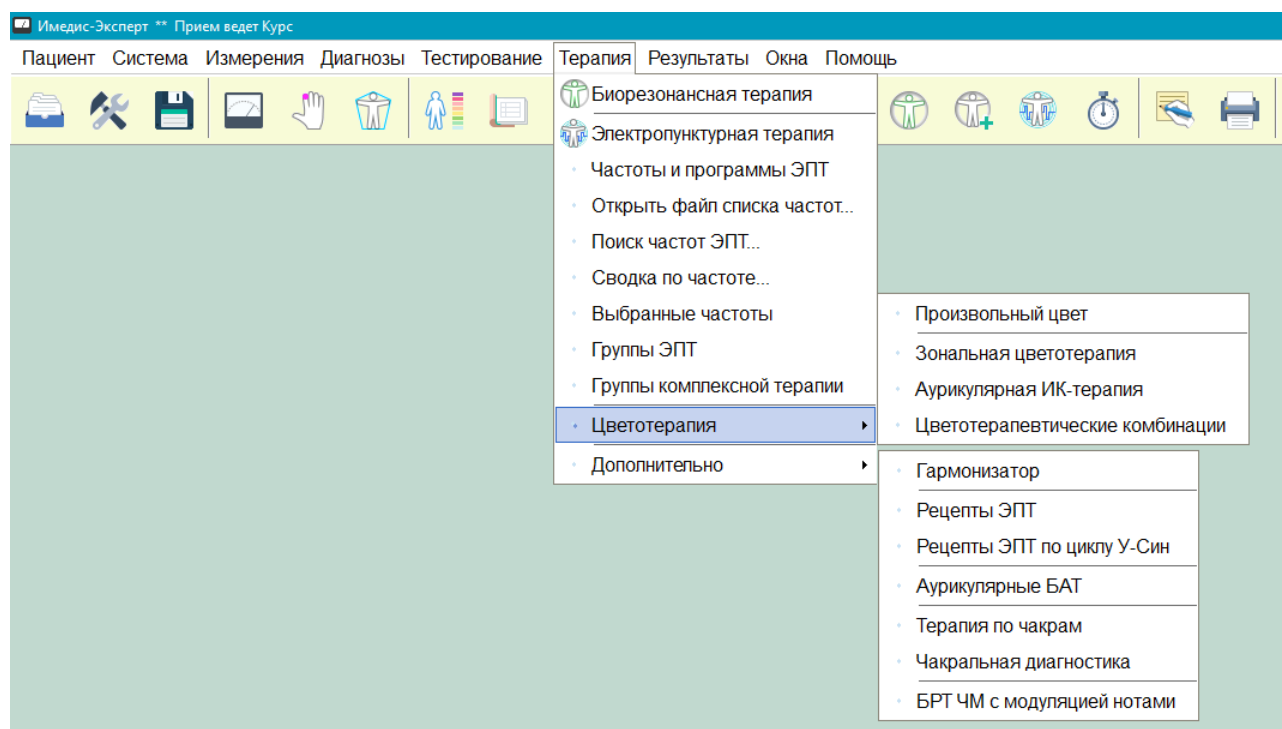 Имедис-Эксперт ** Прием ведет Курс
Пациент Система Измерения Диагнозы Тестирование Терапия Результаты Окна Помощь
Биорезонансная терапия
Электропунктурная терапия
Частоты и программы ЭПТ
Открыть файл списка частот...
Поиск частот ЭПТ...
Сводка по частоте...
Выбранные частоты
Группы ЭПТ
Группы комплексной терапии
Цветотерапия
Дополнительно
Произвольный цвет
Зональная цветотерапия
Аурикулярная ИК-терапия
Цветотерапевтические комбинации
Гармонизатор
Рецепты ЭПТ
Рецепты ЭПТ по циклу У-Син
Аурикулярные БАТ
Терапия по чакрам
Чакральная диагностика
БРТ ЧМ с модуляцией нотами